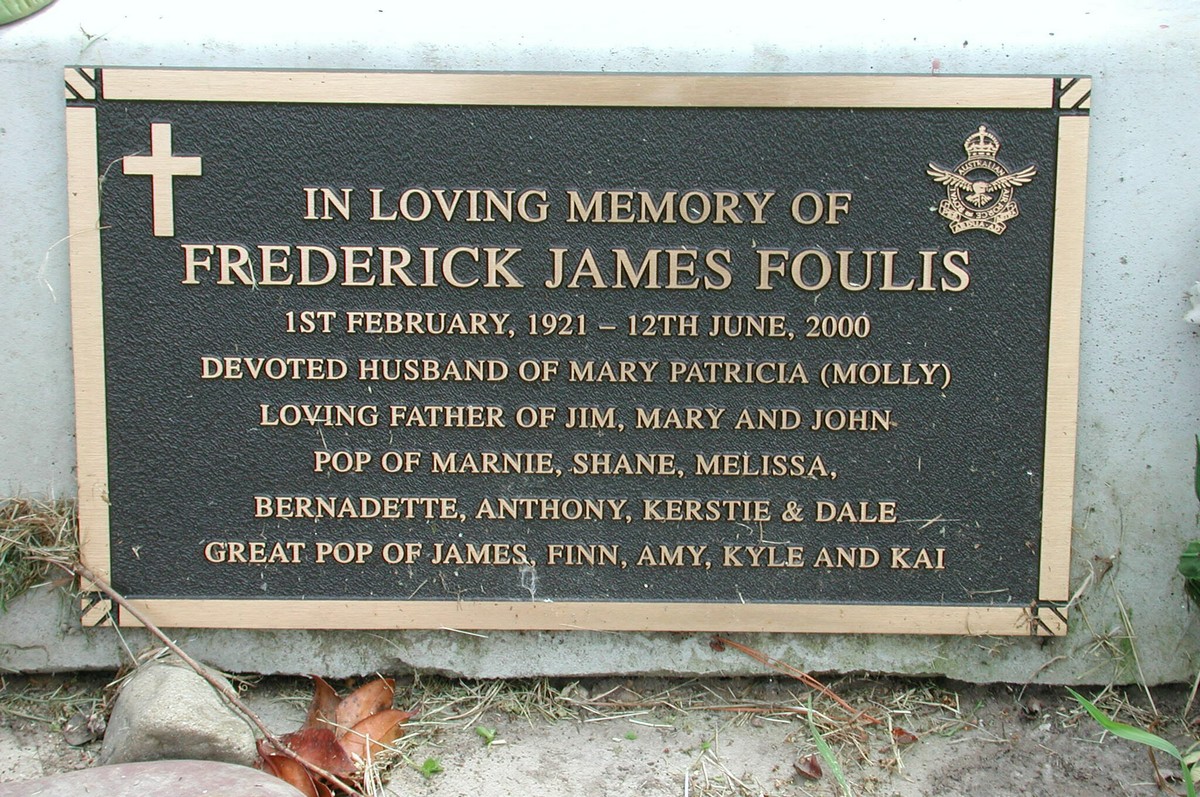 IN LOVING MEMORY OF
FREDERICK JAMES FOULIS
1ST FEBRUARY, 1921 – 12TH JUNE, 2000
DEVOTED HUSBAND OF MARY PATRICIA (MOLLY)
LOVING FATHER OF JIM, MARY AND JOHN
POP OF MARNIE, SHANE, MELISSA,
BERNADETTE, ANTHONY, KERSTIE & DALE
GREAT POP OF JAMES, FINN, AMY, KYLE AND KAI
AUSTRALIAN